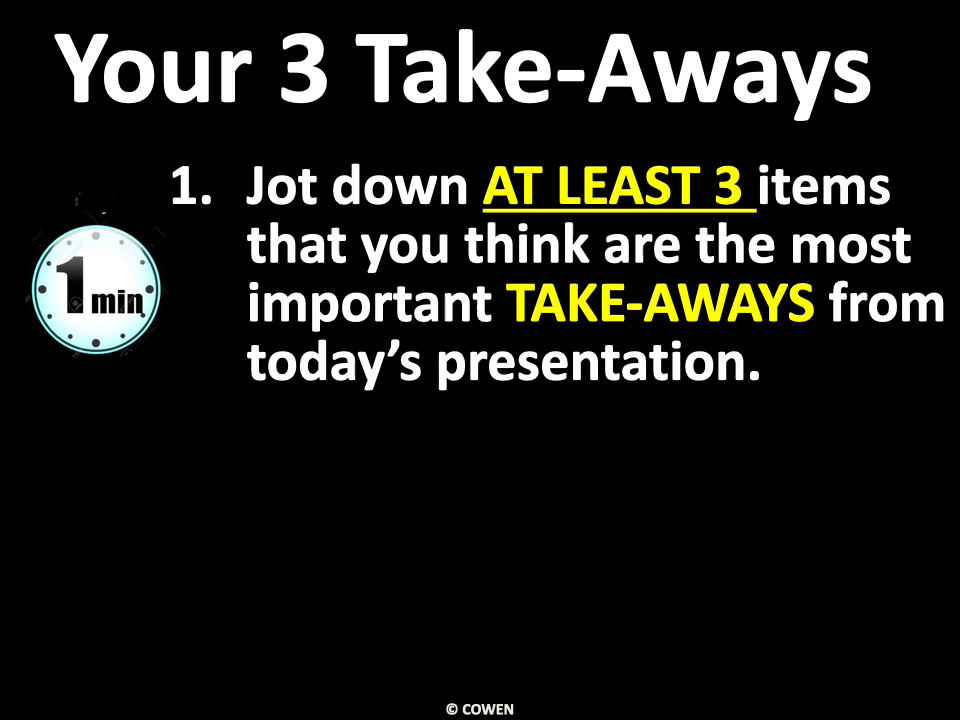 Your 3 Take-Aways
1. Jot down AT LEAST 3 items
that you think are the most
important TAKE-AWAYS from
today’s presentation.
1 min
© COWEN